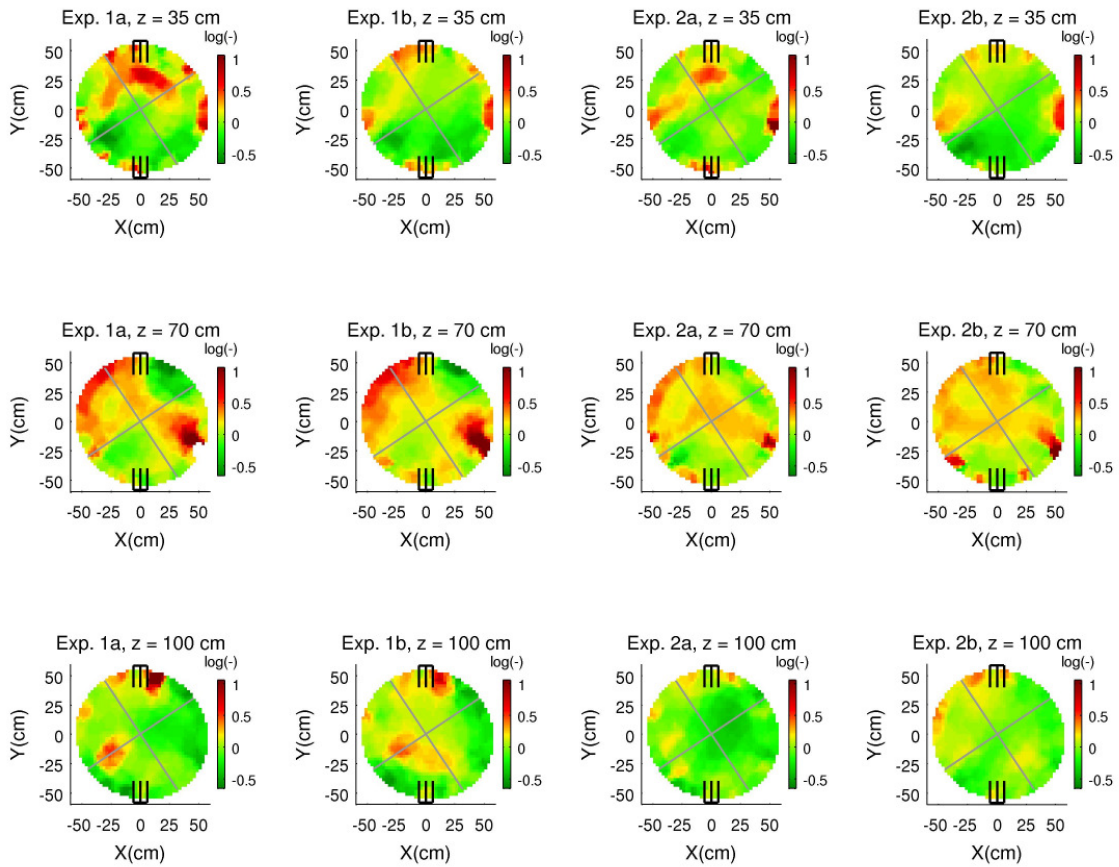 Exp. 1a, z = 35 cm
log(-)
Y(cm)
50
25
0
-25
-50
-50 -25 0 25 50
X(cm)
1
0.5
0
-0.5
Exp. 1b, z = 35 cm
log(-)
Y(cm)
50
25
0
-25
-50
-50 -25 0 25 50
X(cm)
1
0.5
0
-0.5
Exp. 2a, z = 35 cm
log(-)
Y(cm)
50
25
0
-25
-50
-50 -25 0 25 50
X(cm)
1
0.5
0
-0.5
Exp. 2b, z = 35 cm
log(-)
Y(cm)
50
25
0
-25
-50
-50 -25 0 25 50
X(cm)
1
0.5
0
-0.5
Exp. 1a, z = 70 cm
log(-)
Y(cm)
50
25
0
-25
-50
-50 -25 0 25 50
X(cm)
1
0.5
0
-0.5
Exp. 1b, z = 70 cm
log(-)
Y(cm)
50
25
0
-25
-50
-50 -25 0 25 50
X(cm)
1
0.5
0
-0.5
Exp. 2a, z = 70 cm
log(-)
Y(cm)
50
25
0
-25
-50
-50 -25 0 25 50
X(cm)
1
0.5
0
-0.5
Exp. 2b, z = 70 cm
log(-)
Y(cm)
50
25
0
-25
-50
-50 -25 0 25 50
X(cm)
1
0.5
0
-0.5
Exp. 1a, z = 100 cm
log(-)
Y(cm)
50
25
0
-25
-50
-50 -25 0 25 50
X(cm)
1
0.5
0
-0.5
Exp. 1b, z = 100 cm
log(-)
Y(cm)
50
25
0
-25
-50
-50 -25 0 25 50
X(cm)
1
0.5
0
-0.5
Exp. 2a, z = 100 cm
log(-)
Y(cm)
50
25
0
-25
-50
-50 -25 0 25 50
X(cm)
1
0.5
0
-0.5
Exp. 2b, z = 100 cm
log(-)
Y(cm)
50
25
0
-25
-50
-50 -25 0 25 50
X(cm)
1
0.5
0
-0.5